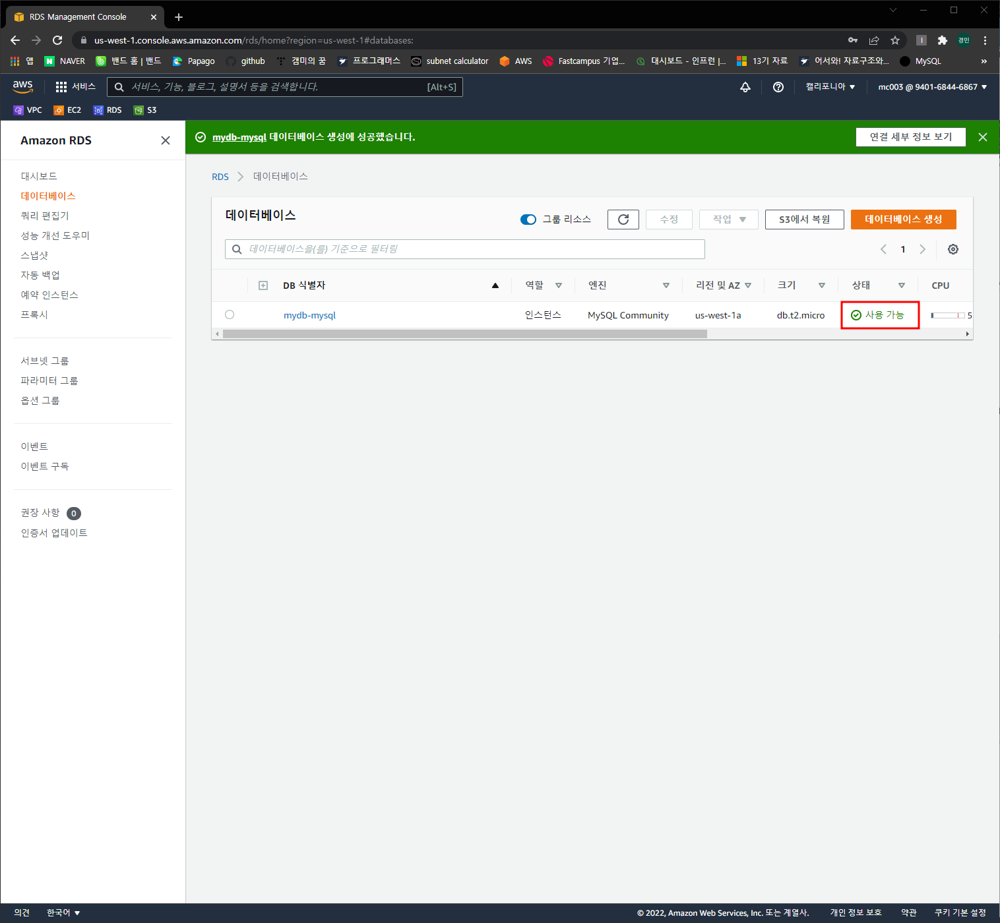 RDS Management Console
us-west-1.console.aws.amazon.com/rds/home?region=us-west-1#databases:
경민
앱 NAVER 밴드 홈 | 밴드 Papago github 캠미의 꿈 프로그래머스 subnet calculator AWS Fastcampus 기업... 대시보드 - 인프런 |... 13기 자료 어서와! 자료구조와... MySQL »
aws 서비스 서비스, 기능, 블로그, 설명서 등을 검색합니다. [Alt+S] 캘리포니아 mc003 @ 9401-6844-6867
VPC EC2 RDS S3
Amazon RDS
대시보드
데이터베이스
쿼리 편집기
성능 개선 도우미
스냅샷
자동 백업
예약 인스턴스
프록시
서브넷 그룹
파라미터 그룹
옵션 그룹
이벤트
이벤트 구독
권장 사항 0
인증서 업데이트
mydb-mysql 데이터베이스 생성에 성공했습니다. 연결 세부 정보 보기
RDS 데이터베이스
데이터베이스 그룹 리소스 수정 작업 S3에서 복원 데이터베이스 생성
데이터베이스을(를) 기준으로 필터링 1
DB 식별자 역할 엔진 리전 및 AZ 크기 상태 CPU
mydb-mysql 인스턴스 MySQL Community us-west-1a db.t2.micro 사용 가능 5
의견 한국어 © 2022, Amazon Web Services, Inc. 또는 계열사. 개인 정보 보호 약관 쿠키 기본 설정